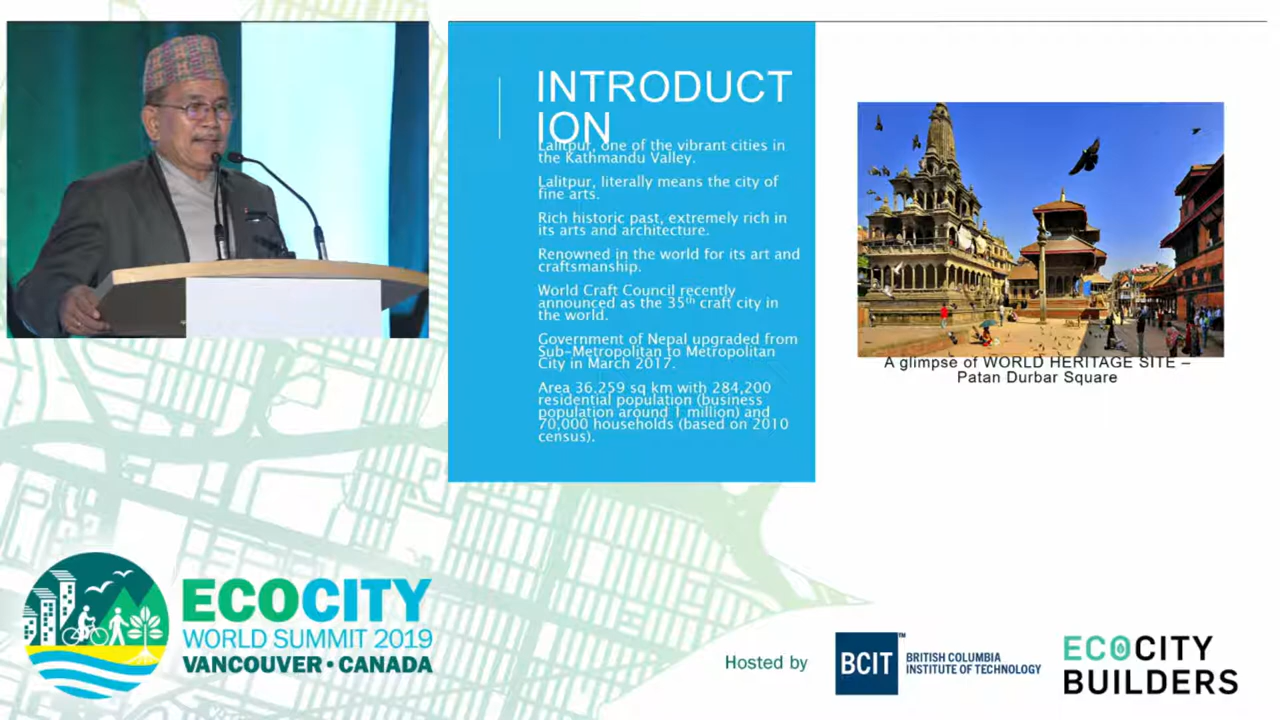 INTRODUCT
ION
Lalitpur, one of the vibrant cities in
the Kathmandu Valley.
Lalitpur, literally means the city of
fine arts.
Rich historic past, extremely rich in
its arts and architecture.
Renowned in the world for its art and
craftsmanship.
World Craft Council recently
announced as the 35th craft city in
the world.
Government of Nepal upgraded from
Sub-Metropolitan to Metropolitan
City in March 2017.
Area 36.259 sq km with 284,200
residential population (business
population around 1 million) and
70,000 households (based on 2010
census).
A glimpse of WORLD HERITAGE SITE –
Patan Durbar Square
ECOCITY
WORLD SUMMIT 2019
VANCOUVER • CANADA
Hosted by
BCIT™
BRITISH COLUMBIA
INSTITUTE OF TECHNOLOGY
ECOCITY
BUILDERS